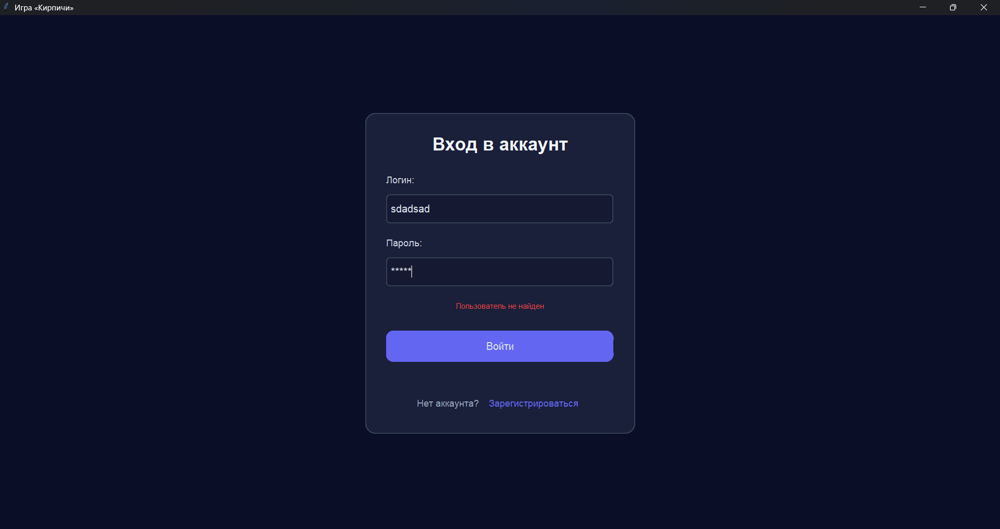 Игра «Кирпичи»
Вход в аккаунт
Логин:
sdadsad
Пароль:
*****
Пользователь не найден
Войти
Нет аккаунта? Зарегистрироваться